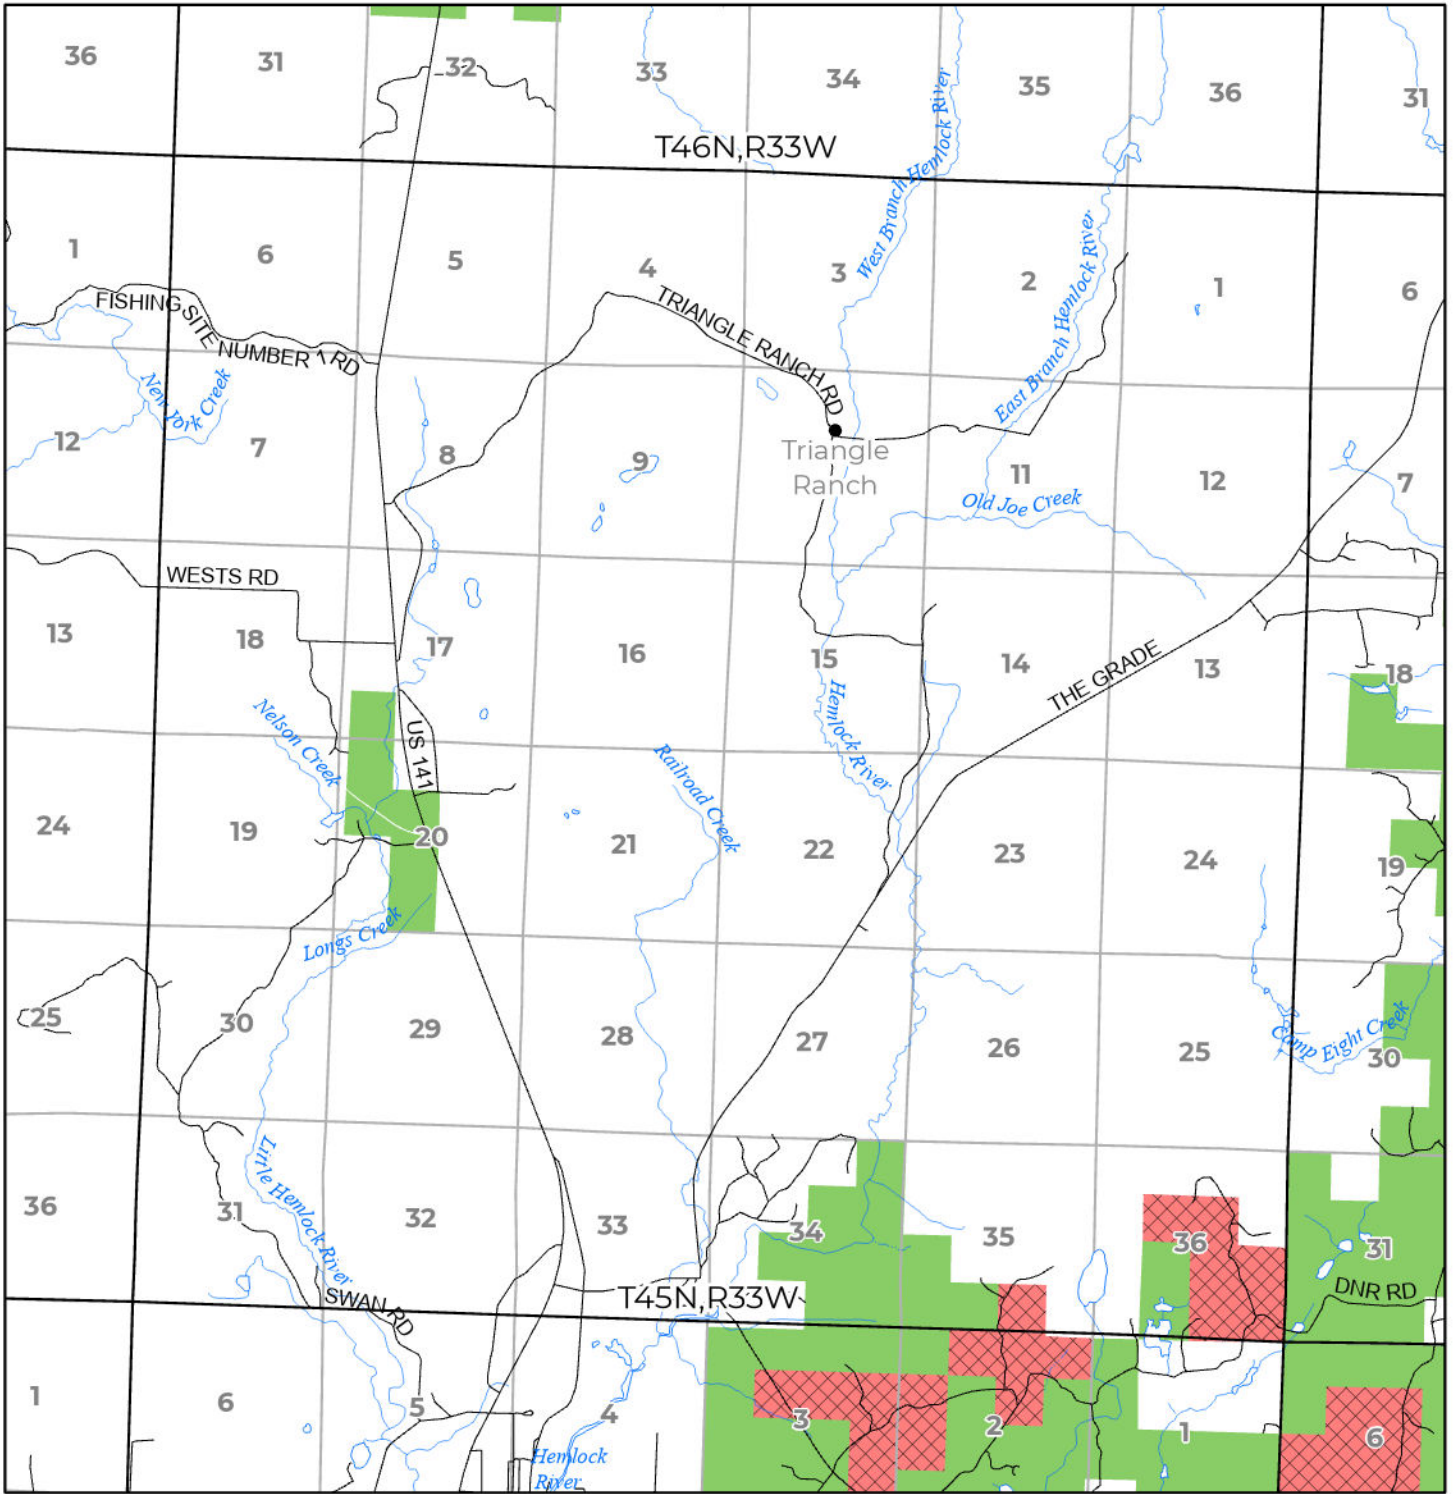 36 31 32 33 34 35 36 31
T46N,R33W
West Branch Hemlock River
East Branch Hemlock River
1 6 5 4 3 2 1 6
FISHING SITE NUMBER 1 RD
TRIANGLE RANCH RD
New York Creek
12 7 8 9 11 12 7
Triangle
Ranch
Old Joe Creek
WESTS RD
13 18 17 16 15 14 13 18
THE GRADE
Nelson Creek
US 141
Railroad Creek
Hemlock River
24 19 20 21 22 23 24 19
Longs Creek
25 30 29 28 27 26 25 30
Camp Eight Creek
Little Hemlock River
36 31 32 33 34 35 36 31
SWAN RD
T45N,R33W
DNR RD
1 6 5 4 3 2 1 6
Hemlock
River